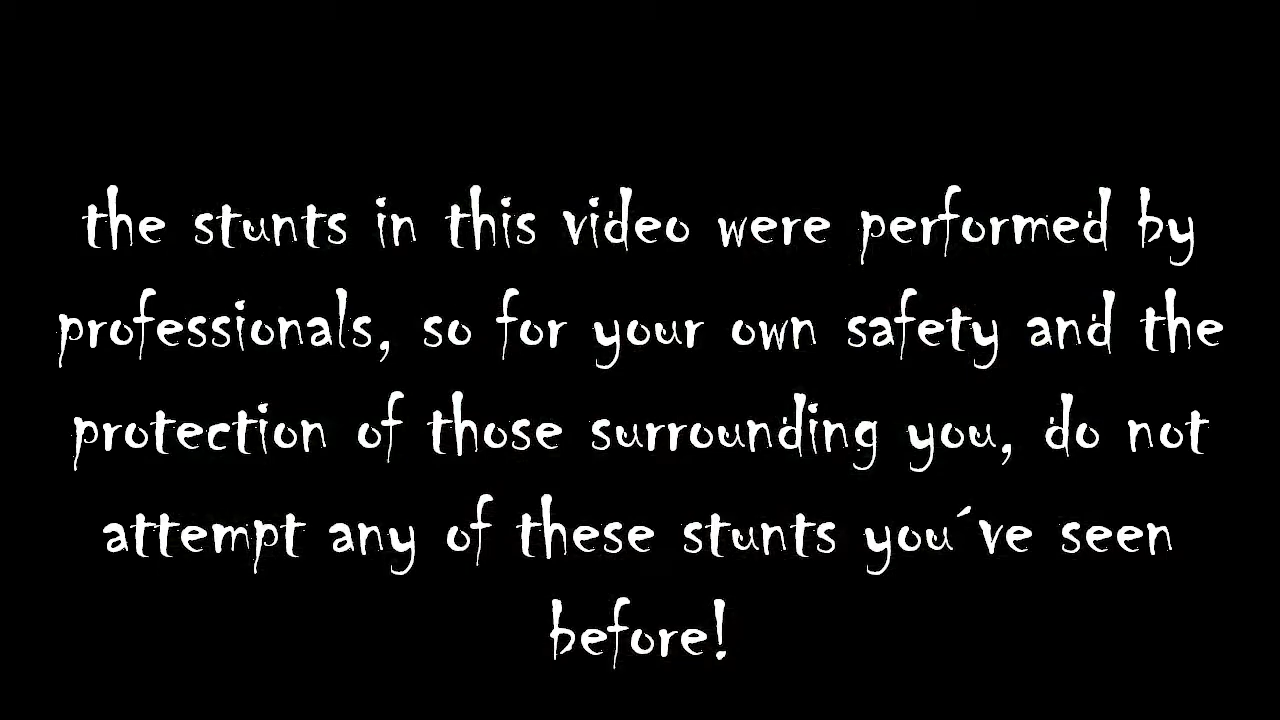 the stunts in this video were performed by
professionals, so for your own safety and the
protection of those surrounding you, do not
attempt any of these stunts you´ve seen
before!